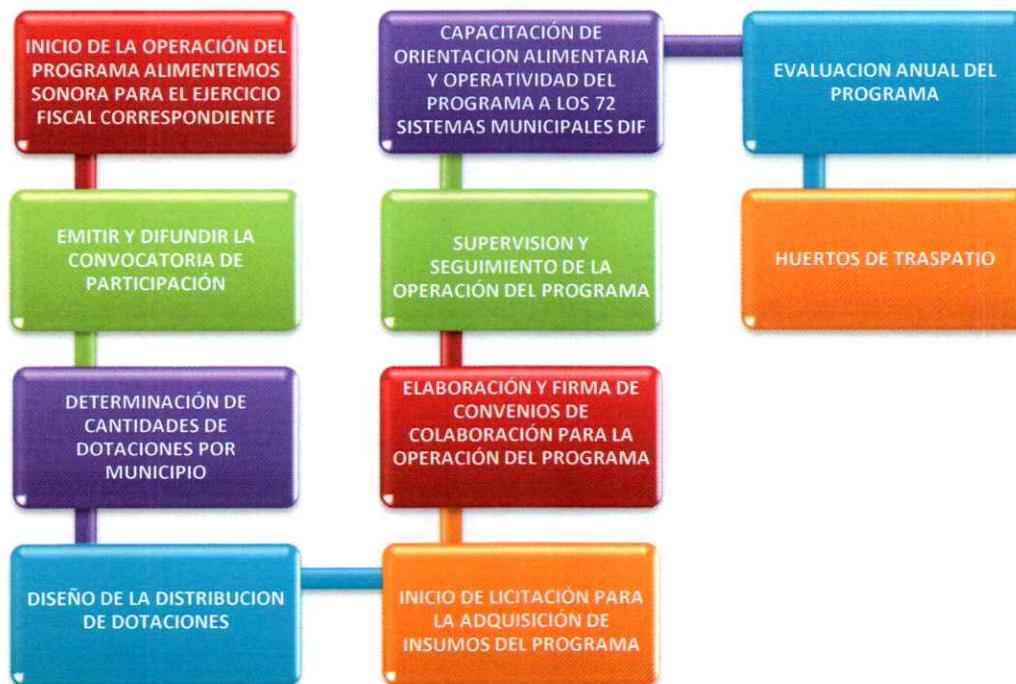 INICIO DE LA OPERACIÓN DEL
PROGRAMA ALIMENTEMOS
SONORA PARA EL EJERCICIO
FISCAL CORRESPONDIENTE
EMITIR Y DIFUNDIR LA
CONVOCATORIA DE
PARTICIPACIÓN
DETERMINACIÓN DE
CANTIDADES DE
DOTACIONES POR
MUNICIPIO
DISEÑO DE LA DISTRIBUCION
DE DOTACIONES
INICIO DE LICITACIÓN PARA
LA ADQUISICIÓN DE
INSUMOS DEL PROGRAMA
ELABORACIÓN Y FIRMA DE
CONVENIOS DE
COLABORACIÓN PARA LA
OPERACIÓN DEL PROGRAMA
SUPERVISION Y
SEGUIMIENTO DE LA
OPERACIÓN DEL PROGRAMA
CAPACITACIÓN DE
ORIENTACION ALIMENTARIA
Y OPERATIVIDAD DEL
PROGRAMA A LOS 72
SISTEMAS MUNICIPALES DIF
EVALUACION ANUAL DEL
PROGRAMA
HUERTOS DE TRASPATIO